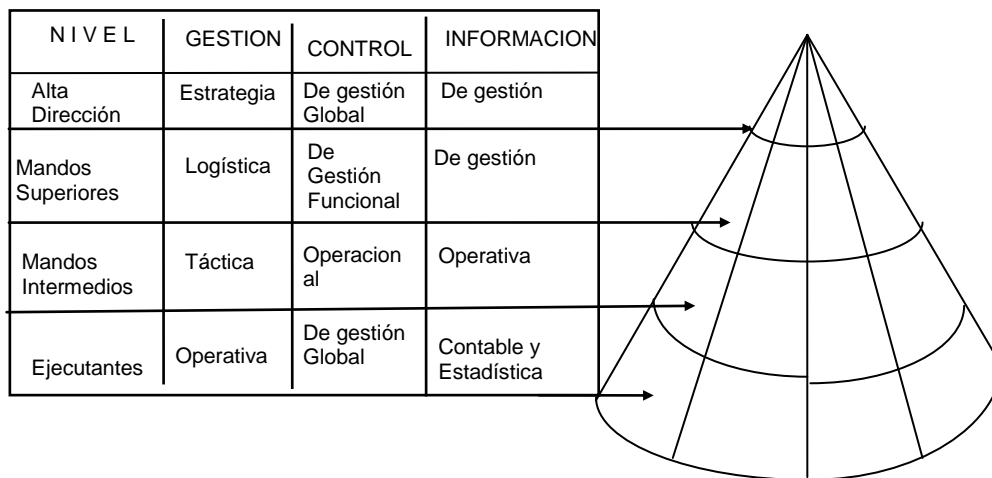 N I V E L
GESTION
CONTROL
INFORMACION
Alta
Dirección
Estrategia
De gestión
Global
De gestión
Mandos
Superiores
Logística
De
Gestión
Funcional
De gestión
Mandos
Intermedios
Táctica
Operacion
al
Operativa
Ejecutantes
Operativa
De gestión
Global
Contable y
Estadística